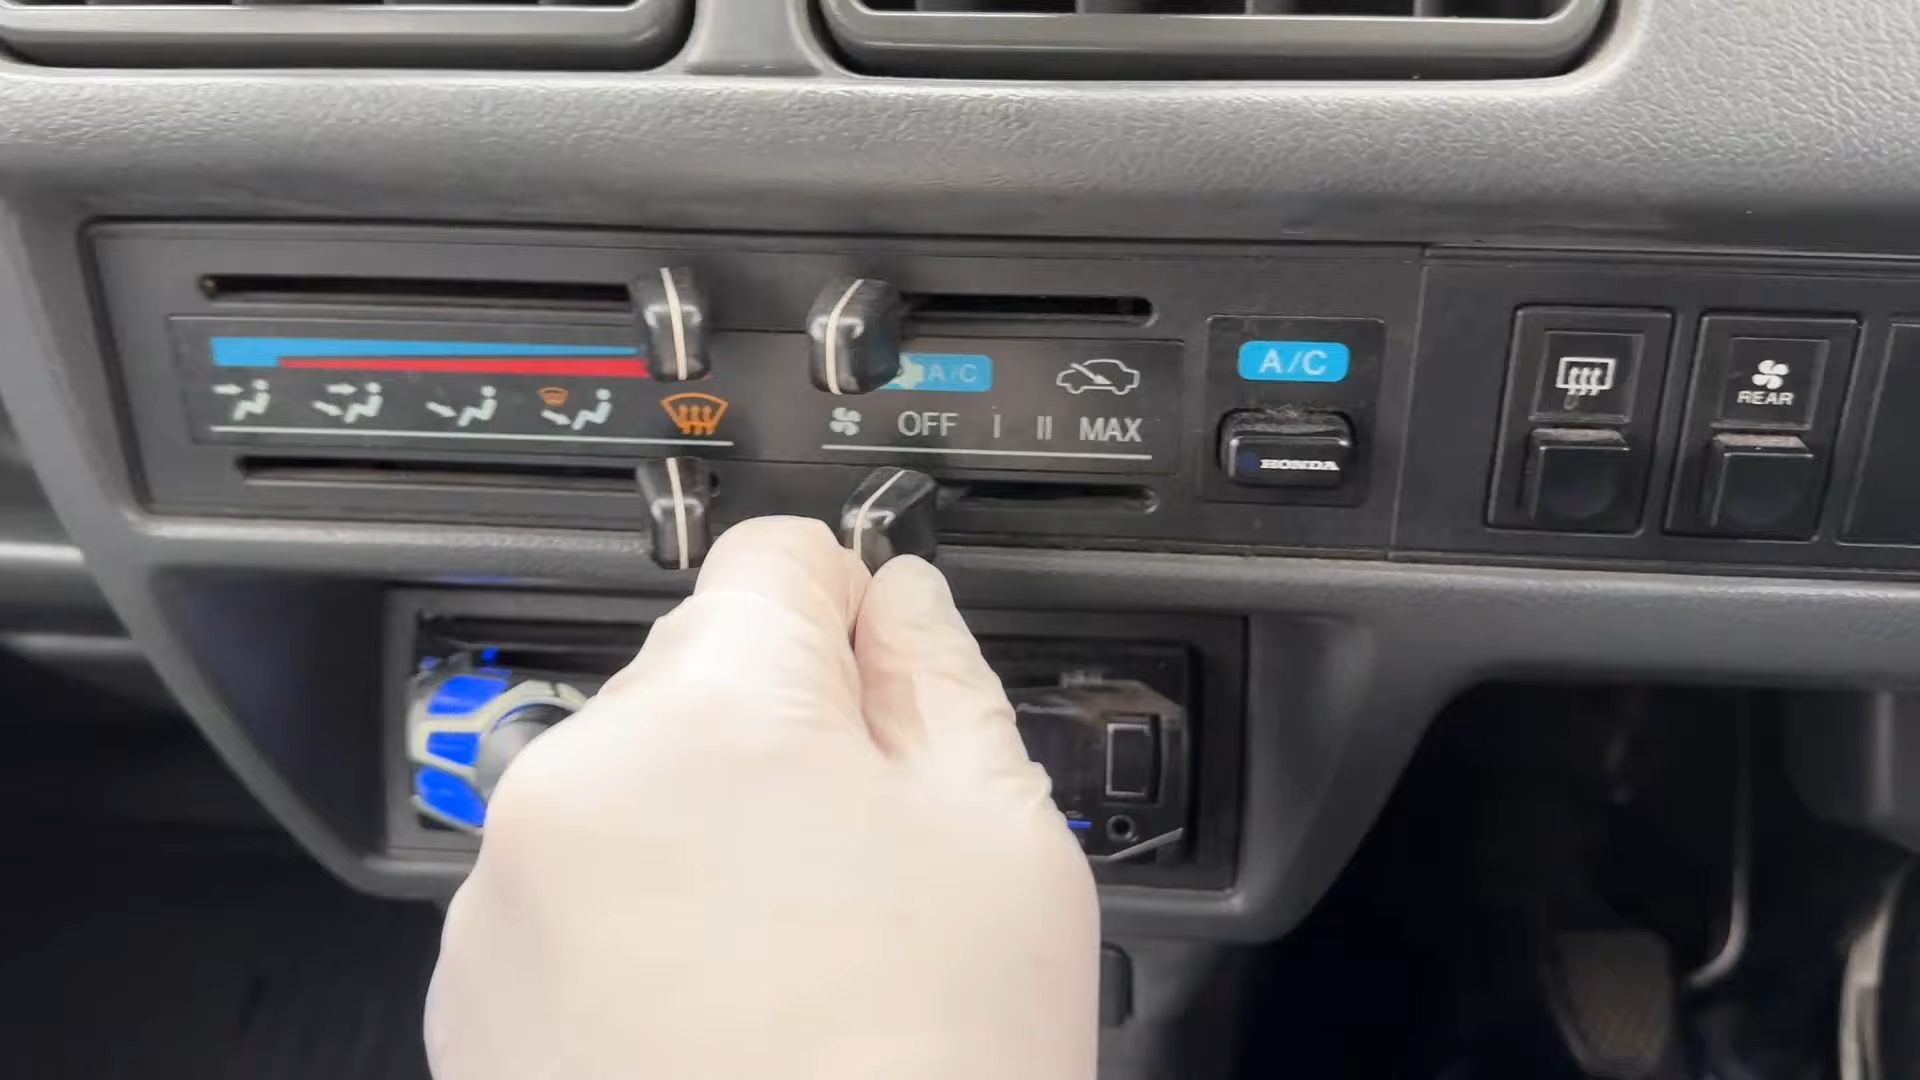 A/C
A/C
OFF I II MAX
HONDA
REAR